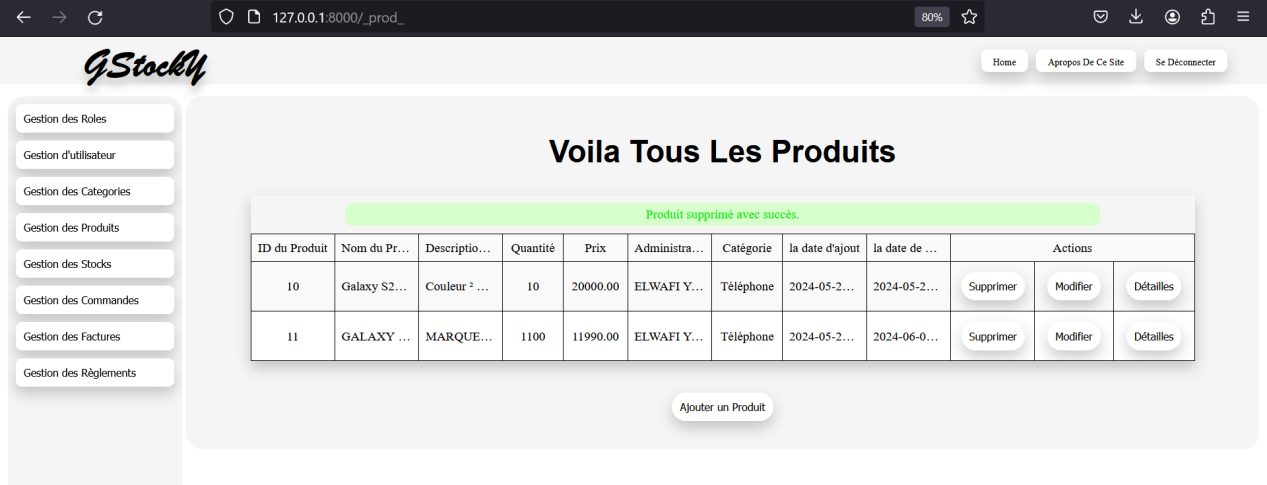 127.0.0.1:8000/_prod_
80%
GStockY
Home Apropos De Ce Site Se Déconnecter
Gestion des Roles
Gestion d'utilisateur
Gestion des Categories
Gestion des Produits
Gestion des Stocks
Gestion des Commandes
Gestion des Factures
Gestion des Règlements
Voila Tous Les Produits
Produit supprimé avec succès.
ID du Produit Nom du Pr… Descriptio… Quantité Prix Administra… Catégorie la date d'ajout la date de … Actions
10 Galaxy S2… Couleur ² … 10 20000.00 ELWAFI Y… Téléphone 2024-05-2… 2024-05-2… Supprimer Modifier Détailles
11 GALAXY … MARQUE… 1100 11990.00 ELWAFI Y… Téléphone 2024-05-2… 2024-06-0… Supprimer Modifier Détailles
Ajouter un Produit